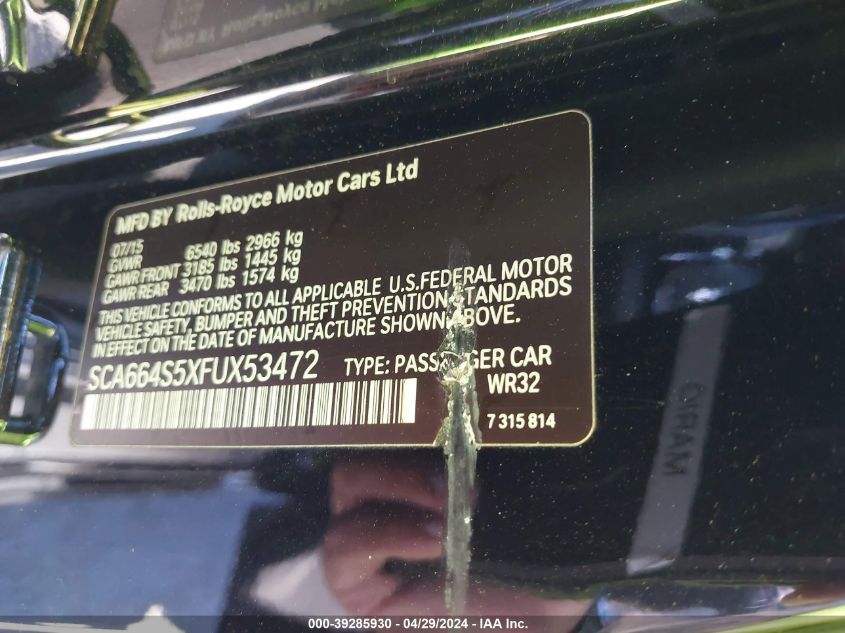 MFD BY Rolls-Royce Motor Cars Ltd
07/15
GVWR 6540 lbs 2966 kg
GAWR FRONT 3185 lbs 1445 kg
GAWR REAR 3470 lbs 1574 kg
THIS VEHICLE CONFORMS TO ALL APPLICABLE U.S.FEDERAL MOTOR
VEHICLE SAFETY, BUMPER AND THEFT PREVENTION STANDARDS
IN EFFECT ON THE DATE OF MANUFACTURE SHOWN ABOVE.
SCA664S5XFUX53472 TYPE: PASSENGER CAR
WR32
7 315 814
000-39285930 - 04/29/2024 - IAA Inc.